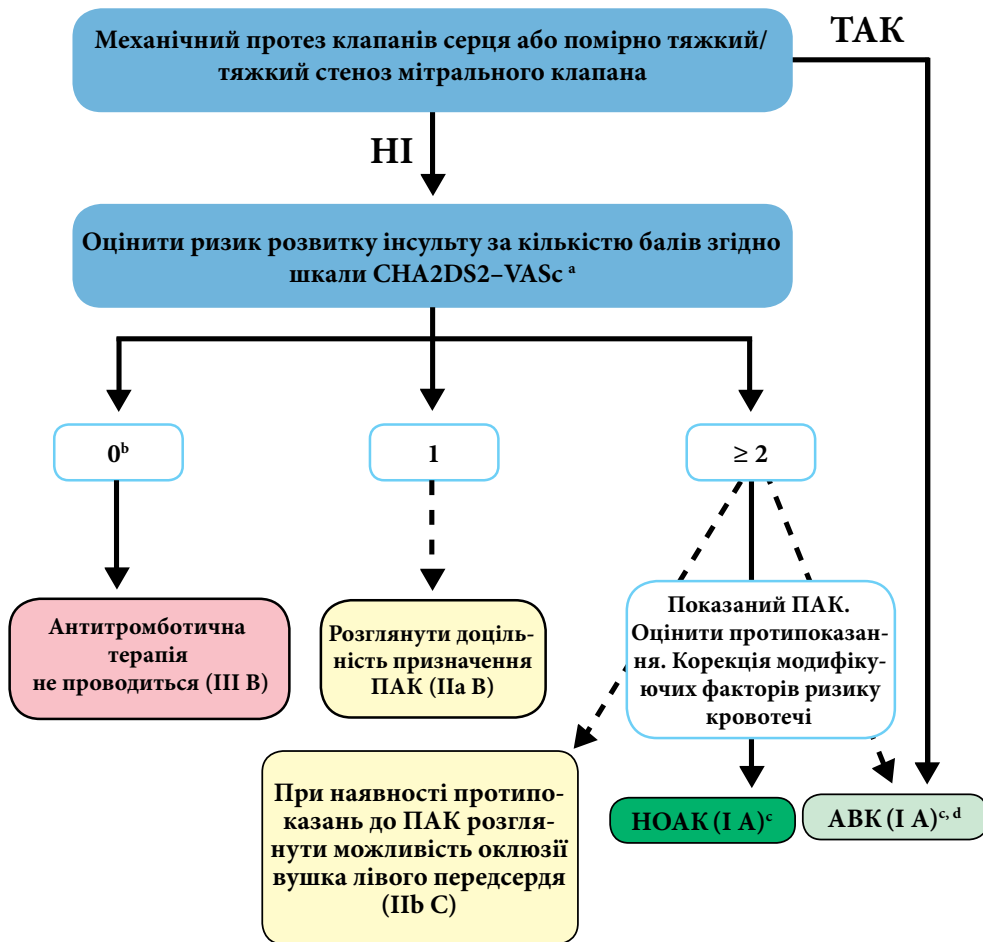 Механічний протез клапанів серця або помірно тяжкий/
тяжкий стеноз мітрального клапана
ТАК
НІ
Оцінити ризик розвитку інсульту за кількістю балів згідно
шкали CHA2DS2–VASc ᵃ
0ᵇ
1
≥ 2
Антитромботична
терапія
не проводиться (III B)
Розглянути доціль-
ність призначення
ПАК (IIa B)
Показаний ПАК.
Оцінити протипоказан-
ня. Корекція модифіку-
ючих факторів ризику
кровотечі
При наявності протипо-
казань до ПАК розгля-
нути можливість оклюзії
вушка лівого передсердя
(IIb C)
НОАК (I A)ᶜ
АВК (I A)ᶜ, ᵈ